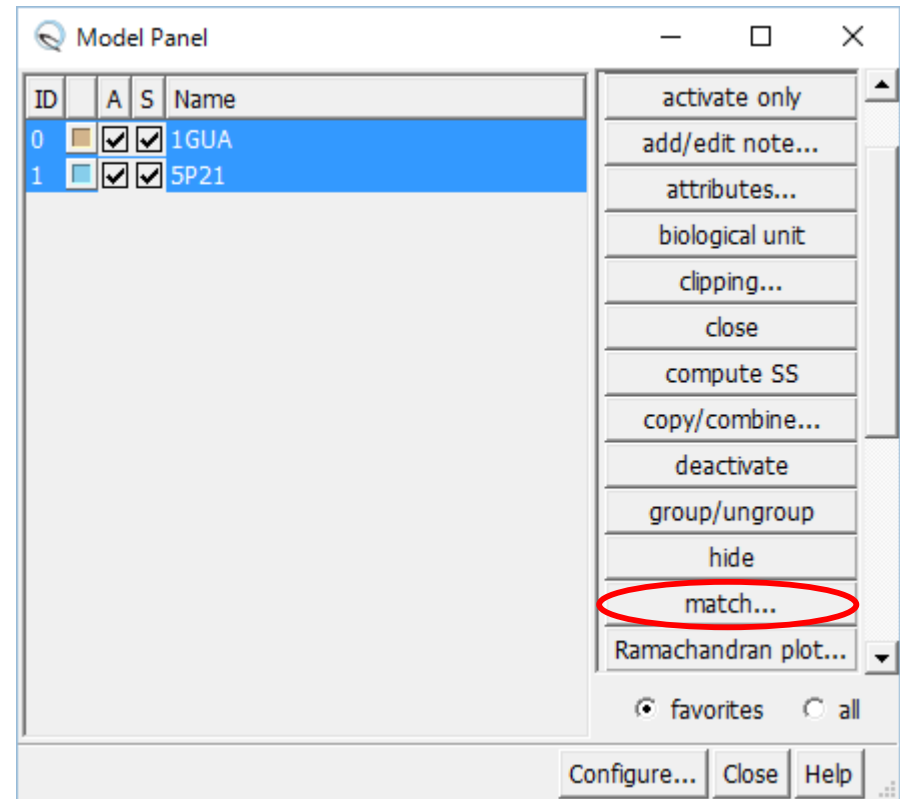 Model Panel
ID A S Name
0 1GUA
1 5P21
activate only
add/edit note...
attributes...
biological unit
clipping...
close
compute SS
copy/combine...
deactivate
group/ungroup
hide
match...
Ramachandran plot...
favorites all
Configure... Close Help